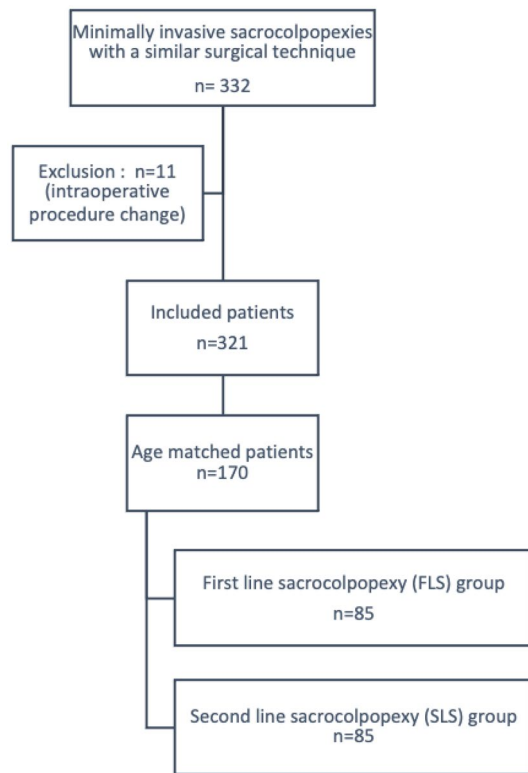 Minimally invasive sacrocolpopexies
with a similar surgical technique
n= 332
Exclusion : n=11
(intraoperative
procedure change)
Included patients
n=321
Age matched patients
n=170
First line sacrocolpopexy (FLS) group
n=85
Second line sacrocolpopexy (SLS) group
n=85